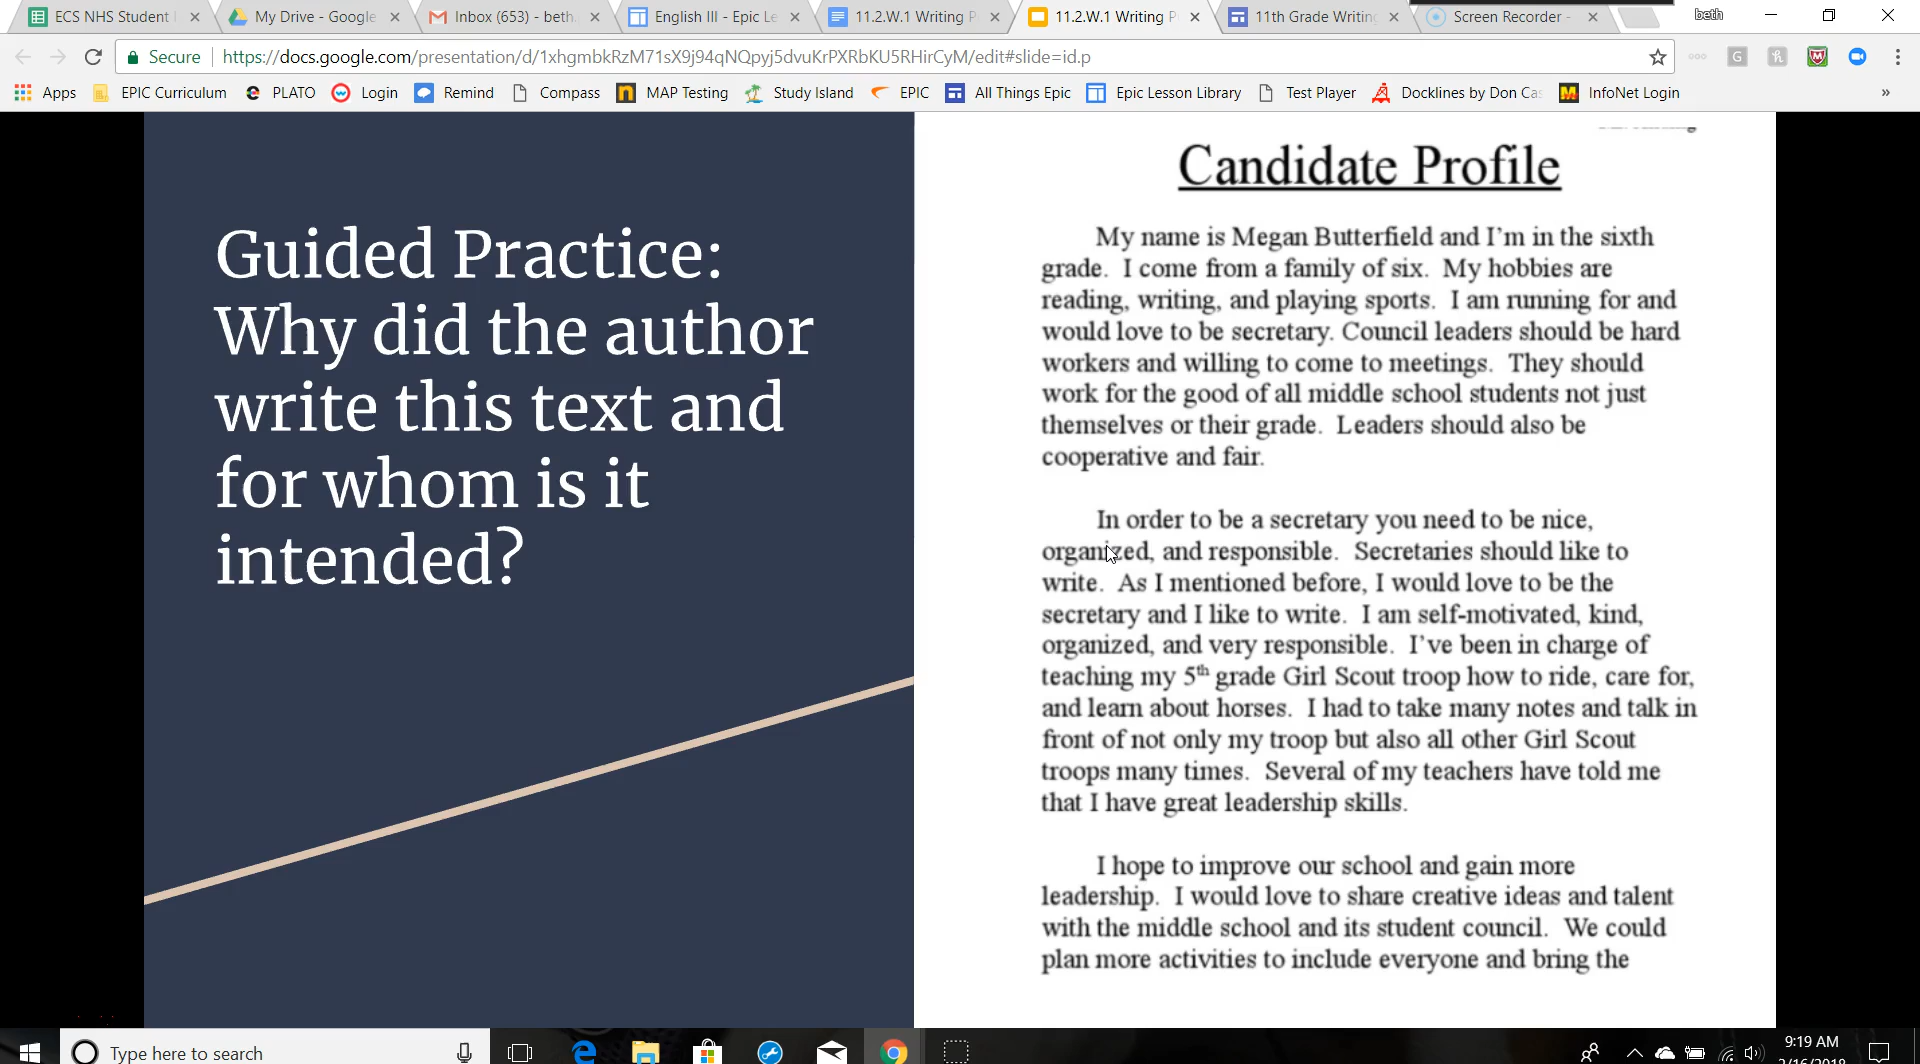 ECS NHS Student
My Drive - Google
Inbox (653) - beth
English III - Epic Le
11.2.W.1 Writing P
11.2.W.1 Writing P
11th Grade Writing
Screen Recorder -
beth
Secure
https://docs.google.com/presentation/d/1xhgmbkRzM71sX9j94qNQpyj5dvuKrPXRbKU5RHirCyM/edit#slide=id.p
Apps
EPIC Curriculum
PLATO
Login
Remind
Compass
MAP Testing
Study Island
EPIC
All Things Epic
Epic Lesson Library
Test Player
Docklines by Don Cas
InfoNet Login
»
Guided Practice:
Why did the author
write this text and
for whom is it
intended?
Candidate Profile
My name is Megan Butterfield and I'm in the sixth
grade. I come from a family of six. My hobbies are
reading, writing, and playing sports. I am running for and
would love to be secretary. Council leaders should be hard
workers and willing to come to meetings. They should
work for the good of all middle school students not just
themselves or their grade. Leaders should also be
cooperative and fair.
In order to be a secretary you need to be nice,
organized, and responsible. Secretaries should like to
write. As I mentioned before, I would love to be the
secretary and I like to write. I am self-motivated, kind,
organized, and very responsible. I've been in charge of
teaching my 5th grade Girl Scout troop how to ride, care for,
and learn about horses. I had to take many notes and talk in
front of not only my troop but also all other Girl Scout
troops many times. Several of my teachers have told me
that I have great leadership skills.
I hope to improve our school and gain more
leadership. I would love to share creative ideas and talent
with the middle school and its student council. We could
plan more activities to include everyone and bring the
Type here to search
9:19 AM
2/16/2018